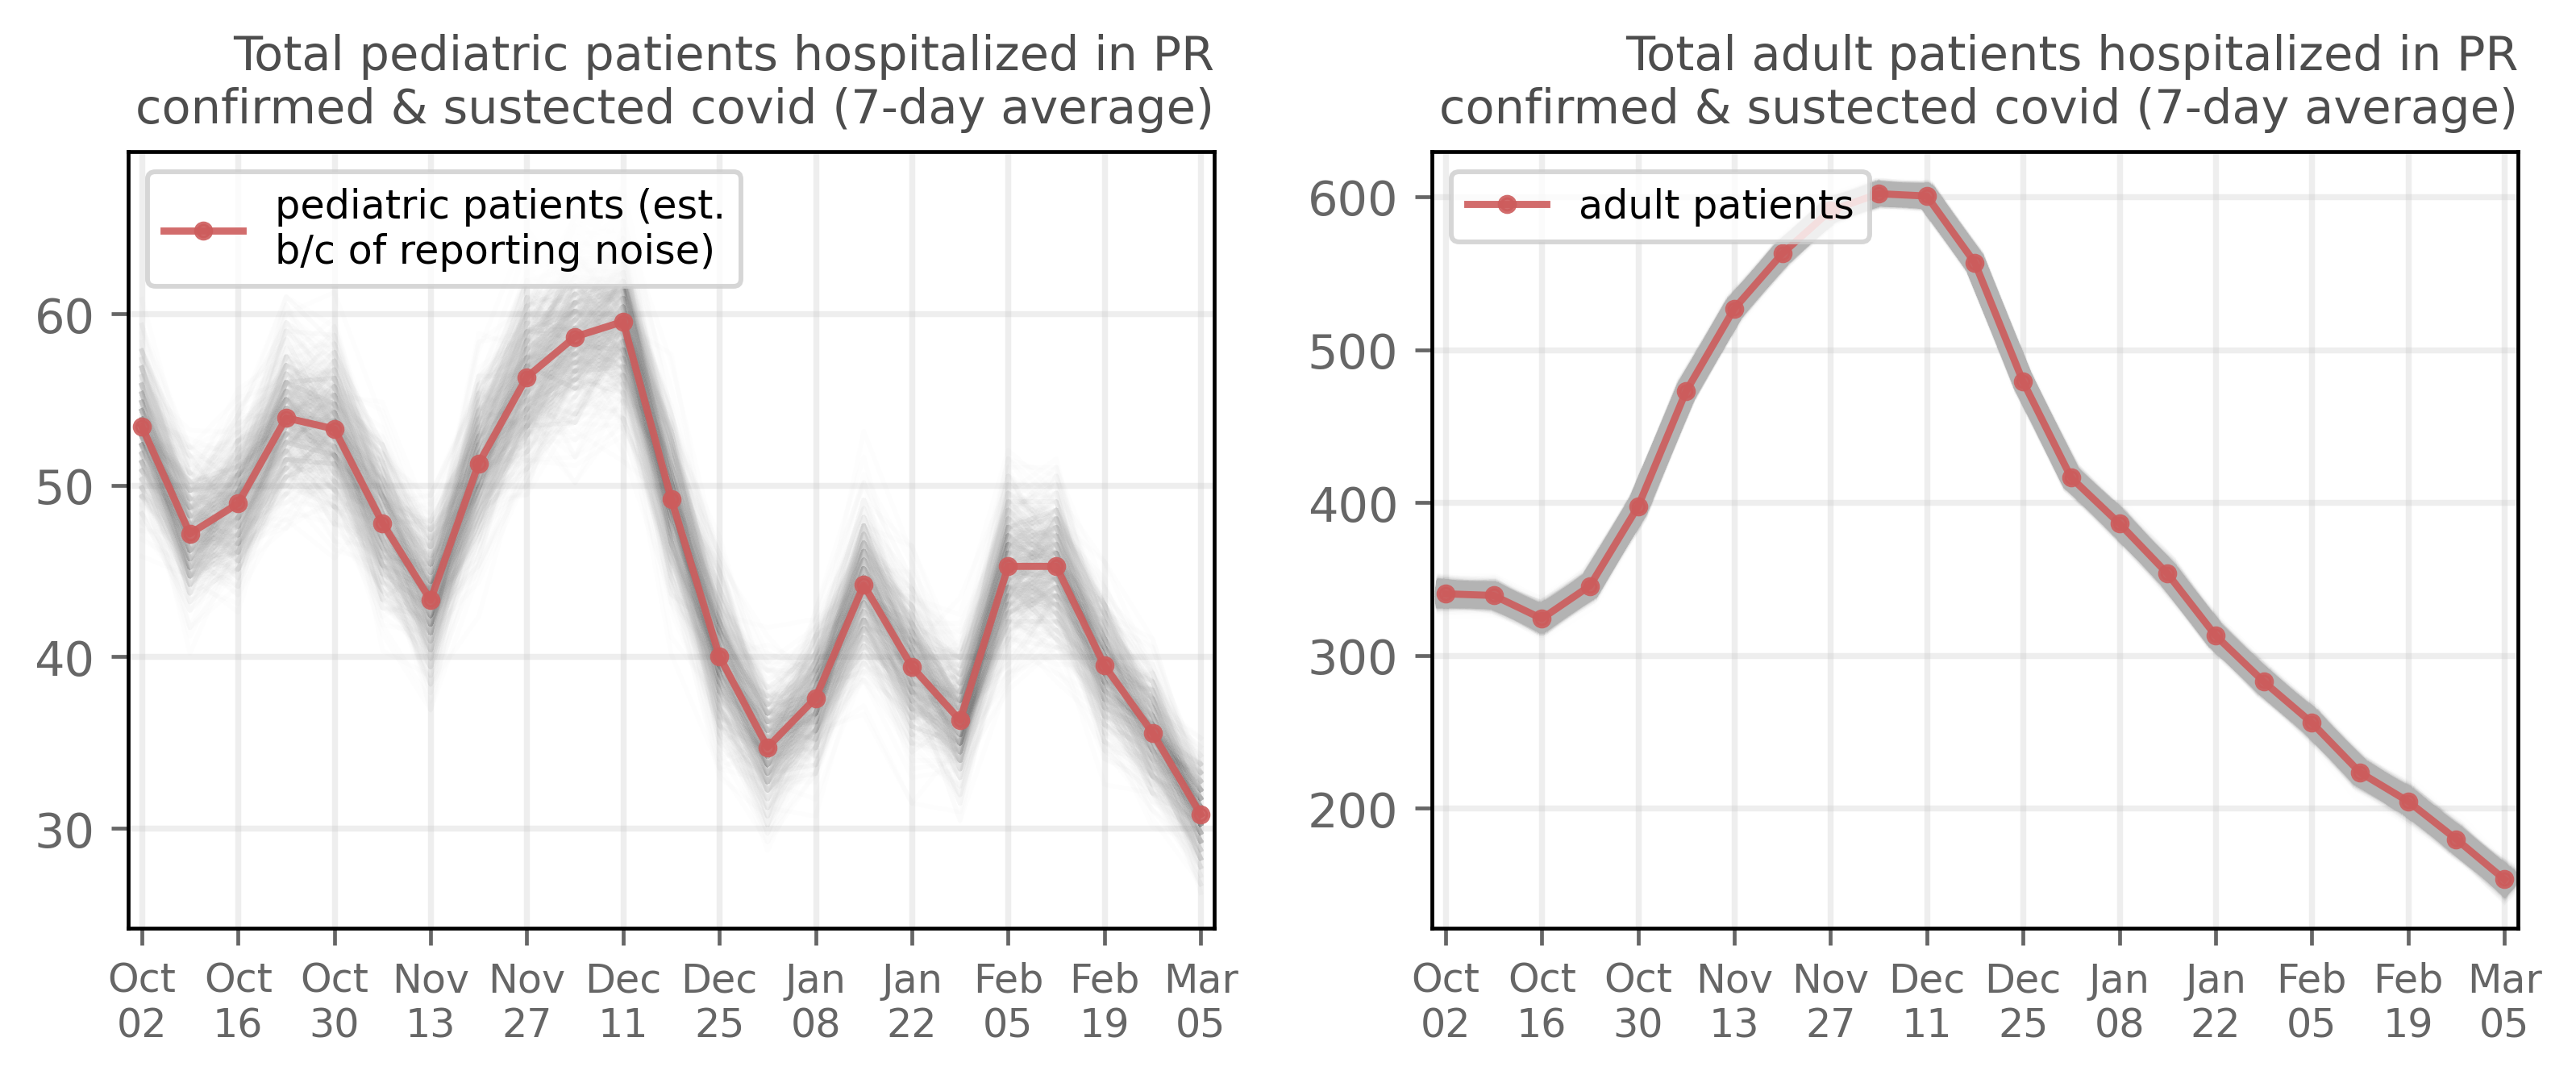 Total pediatric patients hospitalized in PR
confirmed & sustected covid (7-day average)
pediatric patients (est.
b/c of reporting noise)
60
50
40
30
Oct Oct Oct Nov Nov Dec Dec Jan Jan Feb Feb Mar
02 16 30 13 27 11 25 08 22 05 19 05
Total adult patients hospitalized in PR
confirmed & sustected covid (7-day average)
adult patients
600
500
400
300
200
Oct Oct Oct Nov Nov Dec Dec Jan Jan Feb Feb Mar
02 16 30 13 27 11 25 08 22 05 19 05